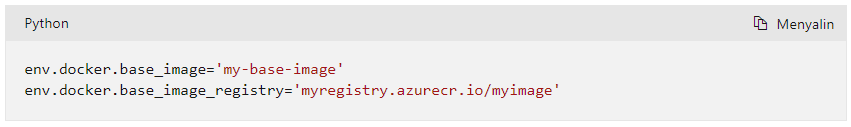 Python
Menyalin
env.docker.base_image='my-base-image'
env.docker.base_image_registry='myregistry.azurecr.io/myimage'